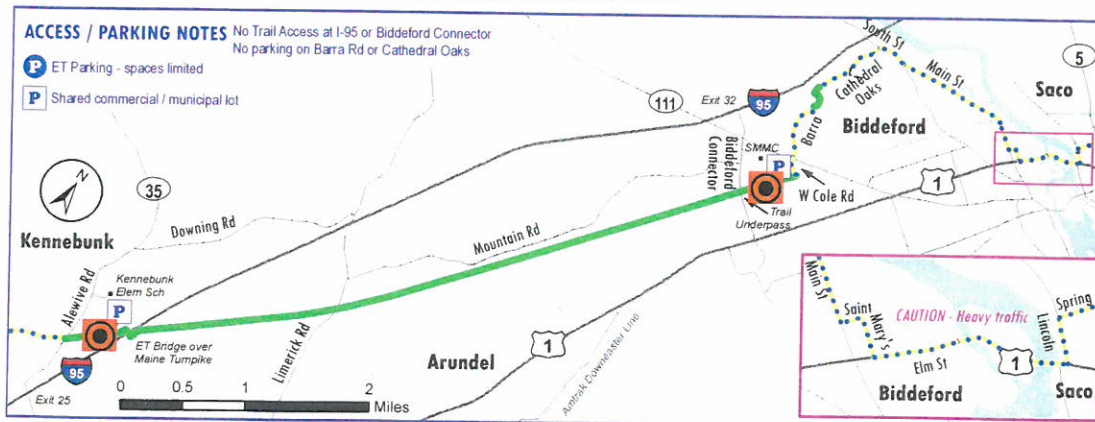 ACCESS / PARKING NOTES
No Trail Access at I-95 or Biddeford Connector
No parking on Barra Rd or Cathedral Oaks
P ET Parking - spaces limited
P Shared commercial / municipal lot
South St
Main St
5
Saco
Cathedral
Oaks
Barra
Biddeford
111
Exit 32
95
Biddeford
Connector
SMMC
P
W Cole Rd
Trail
Underpass
1
N
35
Kennebunk
Downing Rd
Mountain Rd
Alewive Rd
Kennebunk
Elem Sch
P
ET Bridge over
Maine Turnpike
Limerick Rd
Arundel
1
Amtrak Downeaster Line
95
Exit 25
0 0.5 1 2
Miles
Main St
Saint
Mary's
CAUTION - Heavy traffic
Lincoln
Spring
Elm St
1
Biddeford
Saco